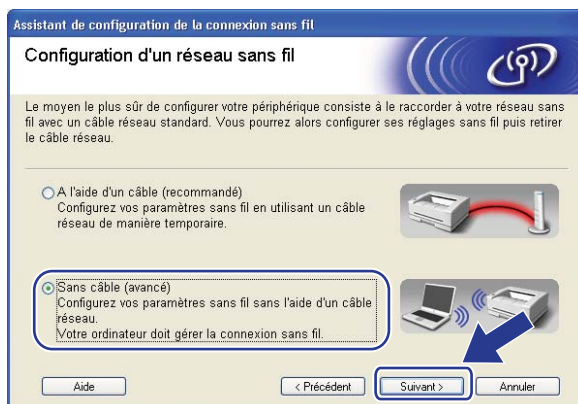 Assistant de configuration de la connexion sans fil
Configuration d'un réseau sans fil
Le moyen le plus sûr de configurer votre périphérique consiste à le raccorder à votre réseau sans
fil avec un câble réseau standard. Vous pourrez alors configurer ses réglages sans fil puis retirer
le câble réseau.
A l'aide d'un câble (recommandé)
Configurez vos paramètres sans fil en utilisant un câble
réseau de manière temporaire.
Sans câble (avancé)
Configurez vos paramètres sans fil sans l'aide d'un câble
réseau.
Votre ordinateur doit gérer la connexion sans fil.
Aide
< Précédent
Suivant >
Annuler